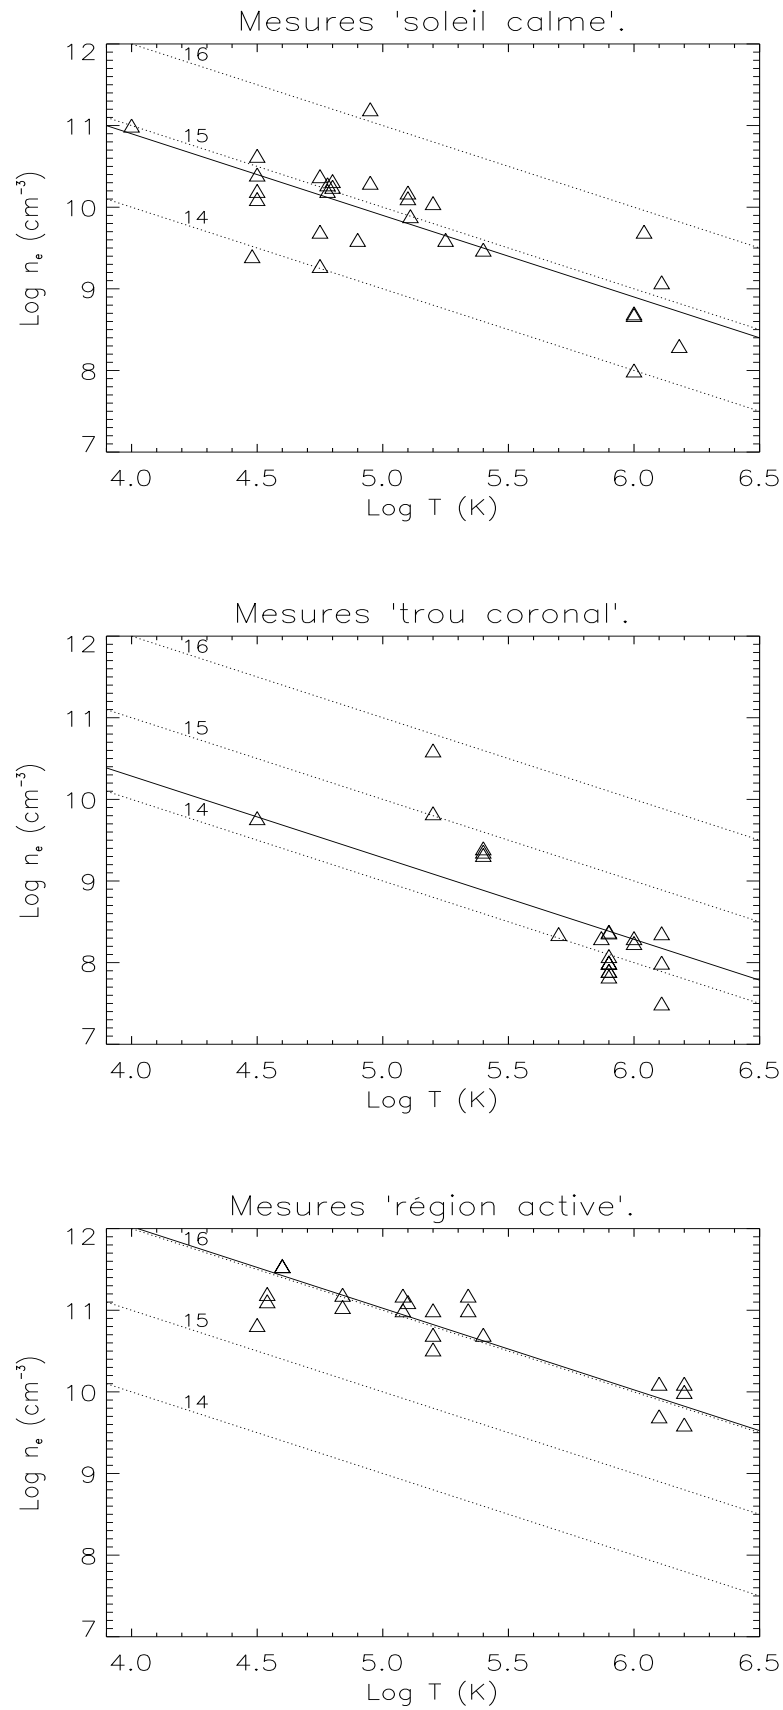 Mesures 'soleil calme'.
12
11
10
9
8
7
16
15
14
Log nₑ (cm⁻³)
4.0 4.5 5.0 5.5 6.0 6.5
Log T (K)
Mesures 'trou coronal'.
12
11
10
9
8
7
16
15
14
Log nₑ (cm⁻³)
4.0 4.5 5.0 5.5 6.0 6.5
Log T (K)
Mesures 'région active'.
12
11
10
9
8
7
16
15
14
Log nₑ (cm⁻³)
4.0 4.5 5.0 5.5 6.0 6.5
Log T (K)